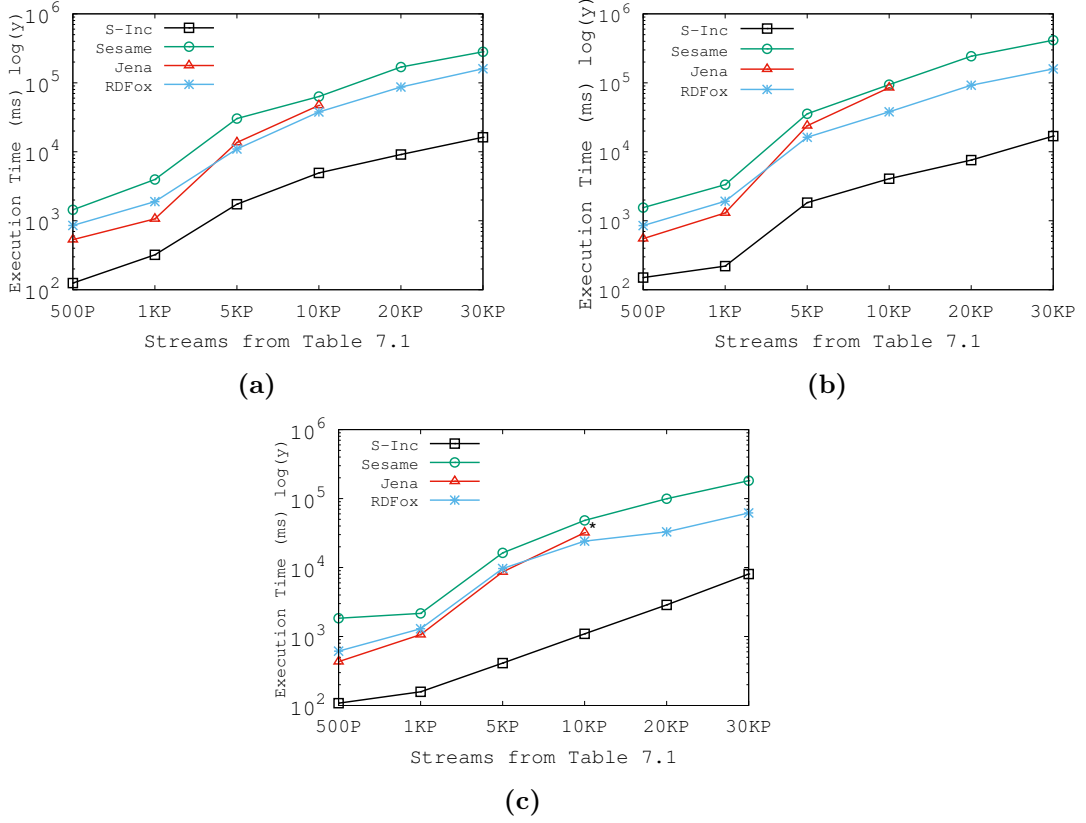 Execution Time (ms) log(y)
10^6
10^5
10^4
10^3
10^2
S-Inc
Sesame
Jena
RDFox
500P 1KP 5KP 10KP 20KP 30KP
Streams from Table 7.1
(a)
Execution Time (ms) log(y)
10^6
10^5
10^4
10^3
10^2
S-Inc
Sesame
Jena
RDFox
500P 1KP 5KP 10KP 20KP 30KP
Streams from Table 7.1
(b)
Execution Time (ms) log(y)
10^6
10^5
10^4
10^3
10^2
S-Inc
Sesame
Jena
RDFox
*
500P 1KP 5KP 10KP 20KP 30KP
Streams from Table 7.1
(c)